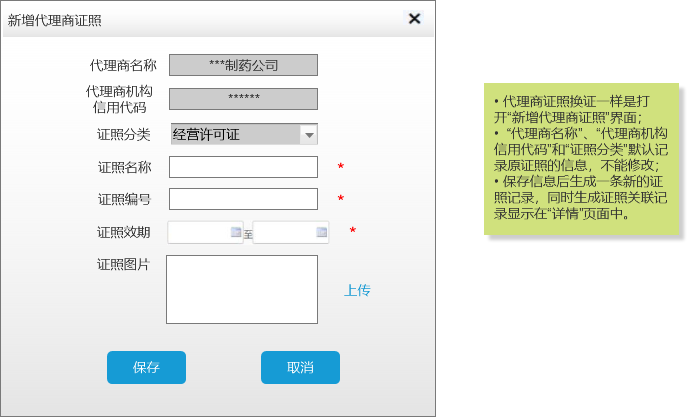 新增代理商证照
代理商名称
***制药公司
代理商机构
信用代码
******
证照分类
经营许可证
证照名称
*
证照编号
*
证照效期
至
*
证照图片
上传
保存
取消
• 代理商证照换证一样是打
开“新增代理商证照”界面；
• “代理商名称”、“代理商机构
信用代码”和“证照分类”默认记
录原证照的信息，不能修改；
• 保存信息后生成一条新的证
照记录，同时生成证照关联记
录显示在“详情”页面中。